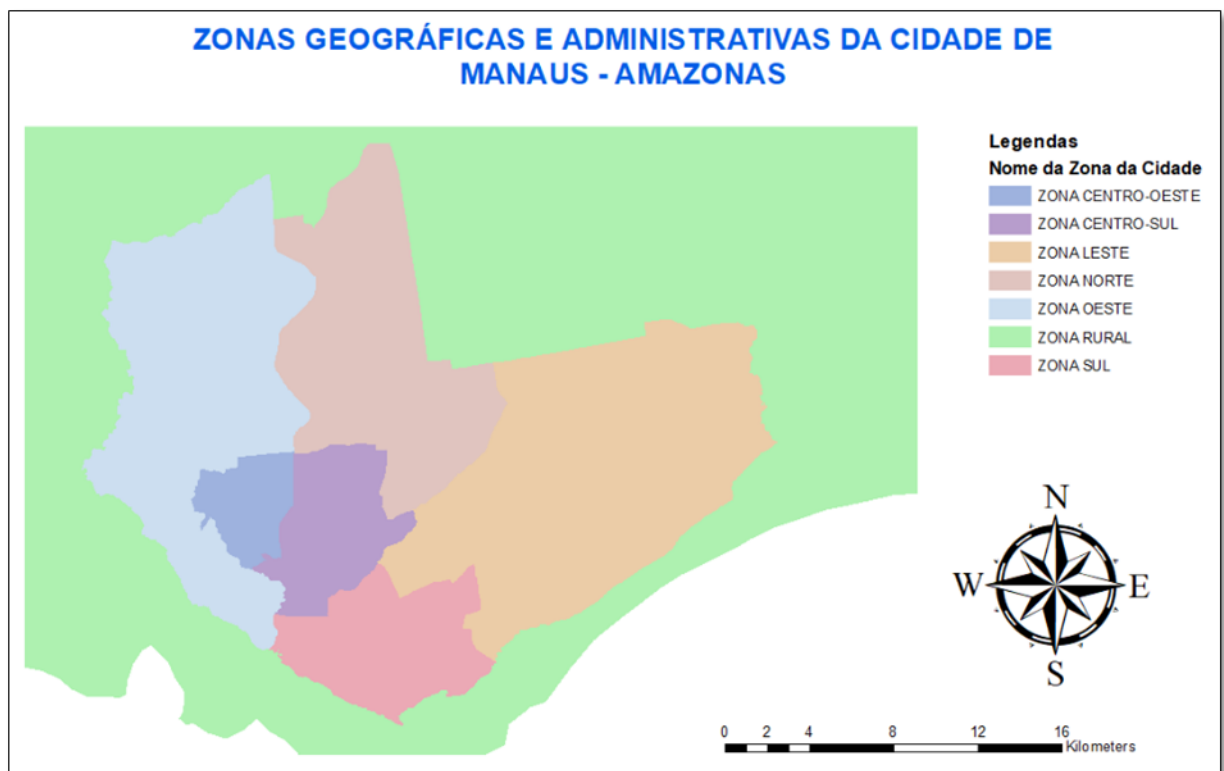 ZONAS GEOGRÁFICAS E ADMINISTRATIVAS DA CIDADE DE
MANAUS - AMAZONAS
Legendas
Nome da Zona da Cidade
ZONA CENTRO-OESTE
ZONA CENTRO-SUL
ZONA LESTE
ZONA NORTE
ZONA OESTE
ZONA RURAL
ZONA SUL
N
W E
S
0 2 4 8 12 16
Kilometers